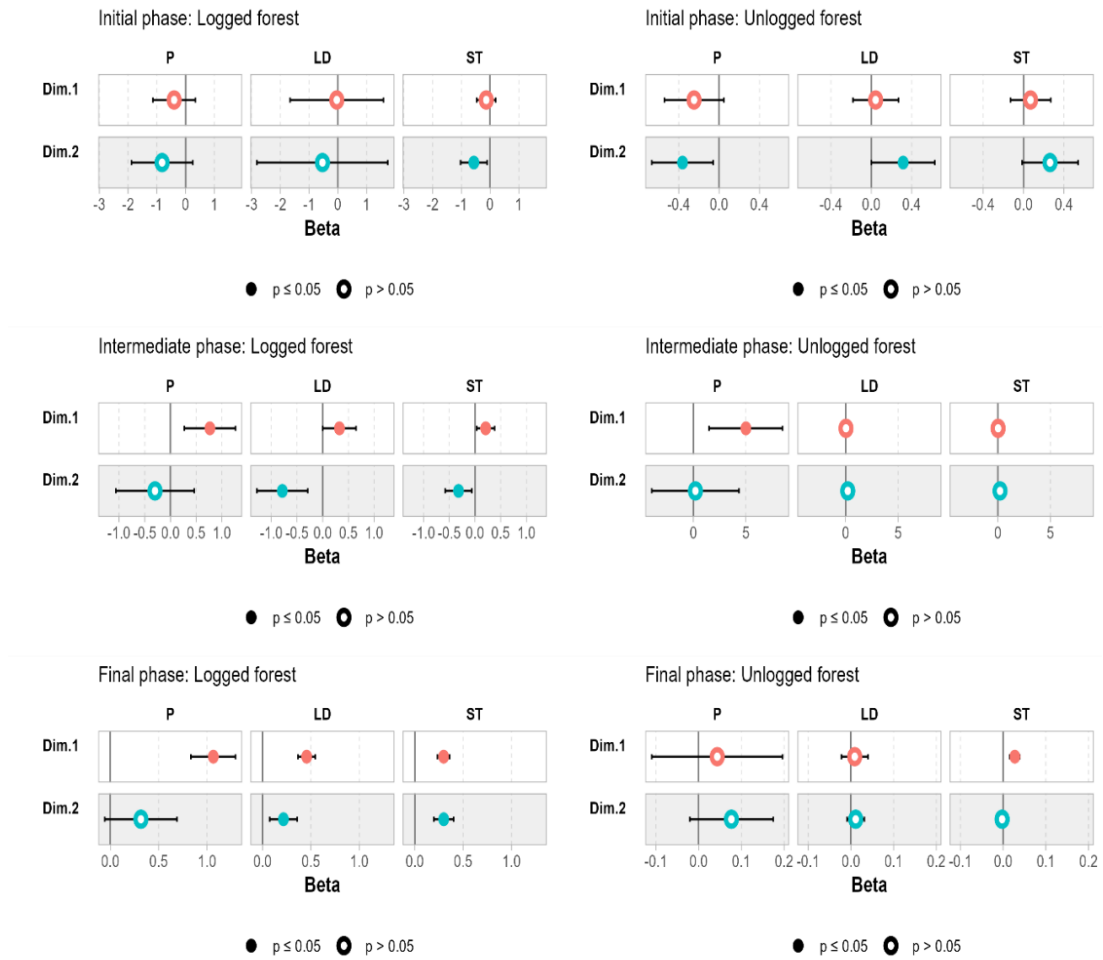 Initial phase: Logged forest
P LD ST
Dim.1
Dim.2
-3 -2 -1 0 1 -3 -2 -1 0 1 -3 -2 -1 0 1
Beta
p ≤ 0.05 p > 0.05
Initial phase: Unlogged forest
P LD ST
Dim.1
Dim.2
-0.4 0.0 0.4 -0.4 0.0 0.4 -0.4 0.0 0.4
Beta
p ≤ 0.05 p > 0.05
Intermediate phase: Logged forest
P LD ST
Dim.1
Dim.2
-1.0 -0.5 0.0 0.5 1.0 -1.0 -0.5 0.0 0.5 1.0 -1.0 -0.5 0.0 0.5 1.0
Beta
p ≤ 0.05 p > 0.05
Intermediate phase: Unlogged forest
P LD ST
Dim.1
Dim.2
0 5 0 5 0 5
Beta
p ≤ 0.05 p > 0.05
Final phase: Logged forest
P LD ST
Dim.1
Dim.2
0.0 0.5 1.0 0.0 0.5 1.0 0.0 0.5 1.0
Beta
p ≤ 0.05 p > 0.05
Final phase: Unlogged forest
P LD ST
Dim.1
Dim.2
-0.1 0.0 0.1 0.2 -0.1 0.0 0.1 0.2 -0.1 0.0 0.1 0.2
Beta
p ≤ 0.05 p > 0.05